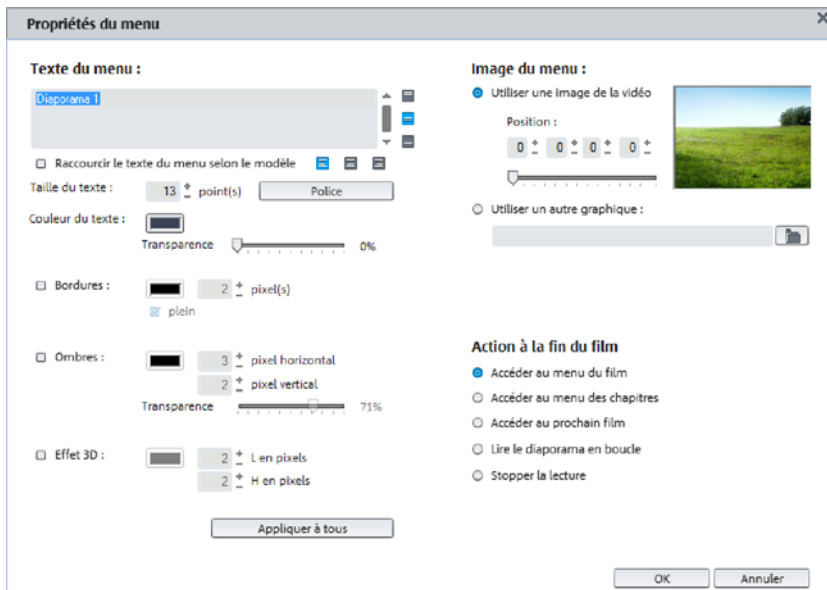 Propriétés du menu
Texte du menu :
Diaporama 1
Raccourcir le texte du menu selon le modèle
Taille du texte : 13 point(s) Police
Couleur du texte :
Transparence 0%
Bordures : 2 pixel(s)
plein
Ombres : 3 pixel horizontal
2 pixel vertical
Transparence 71%
Effet 3D : 2 L en pixels
2 H en pixels
Appliquer à tous
Image du menu :
Utiliser une image de la vidéo
Position :
0 0 0 0
Utiliser un autre graphique :
Action à la fin du film
Accéder au menu du film
Accéder au menu des chapitres
Accéder au prochain film
Lire le diaporama en boucle
Stopper la lecture
OK Annuler